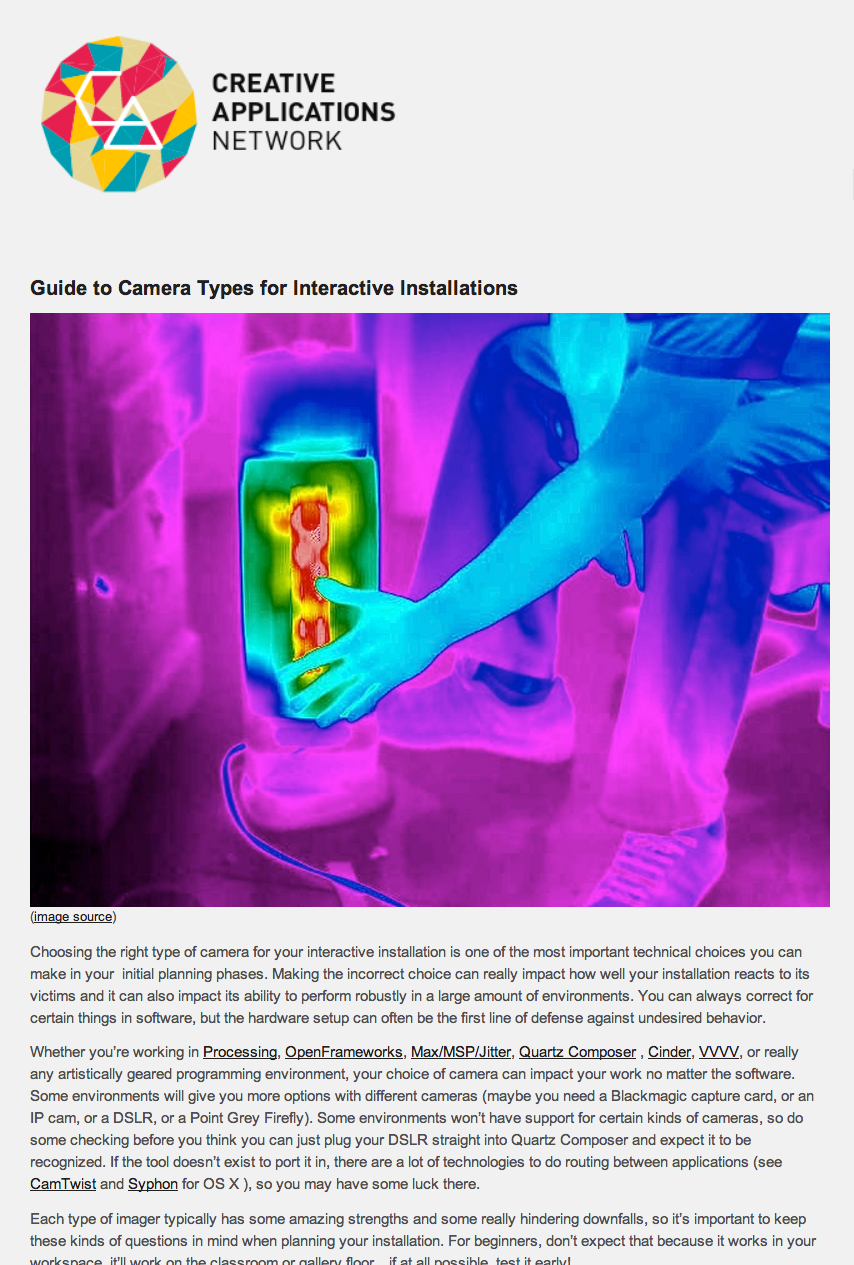 CREATIVE
APPLICATIONS
NETWORK
Guide to Camera Types for Interactive Installations
(image source)
Choosing the right type of camera for your interactive installation is one of the most important technical choices you can
make in your  initial planning phases. Making the incorrect choice can really impact how well your installation reacts to its
victims and it can also impact its ability to perform robustly in a large amount of environments. You can always correct for
certain things in software, but the hardware setup can often be the first line of defense against undesired behavior.
Whether you’re working in Processing, OpenFrameworks, Max/MSP/Jitter, Quartz Composer , Cinder, VVVV, or really
any artistically geared programming environment, your choice of camera can impact your work no matter the software.
Some environments will give you more options with different cameras (maybe you need a Blackmagic capture card, or an
IP cam, or a DSLR, or a Point Grey Firefly). Some environments won’t have support for certain kinds of cameras, so do
some checking before you think you can just plug your DSLR straight into Quartz Composer and expect it to be
recognized. If the tool doesn’t exist to port it in, there are a lot of technologies to do routing between applications (see
CamTwist and Syphon for OS X ), so you may have some luck there.
Each type of imager typically has some amazing strengths and some really hindering downfalls, so it’s important to keep
these kinds of questions in mind when planning your installation. For beginners, don’t expect that because it works in your
workspace, it’ll work on the classroom or gallery floor... if at all possible, test it early!